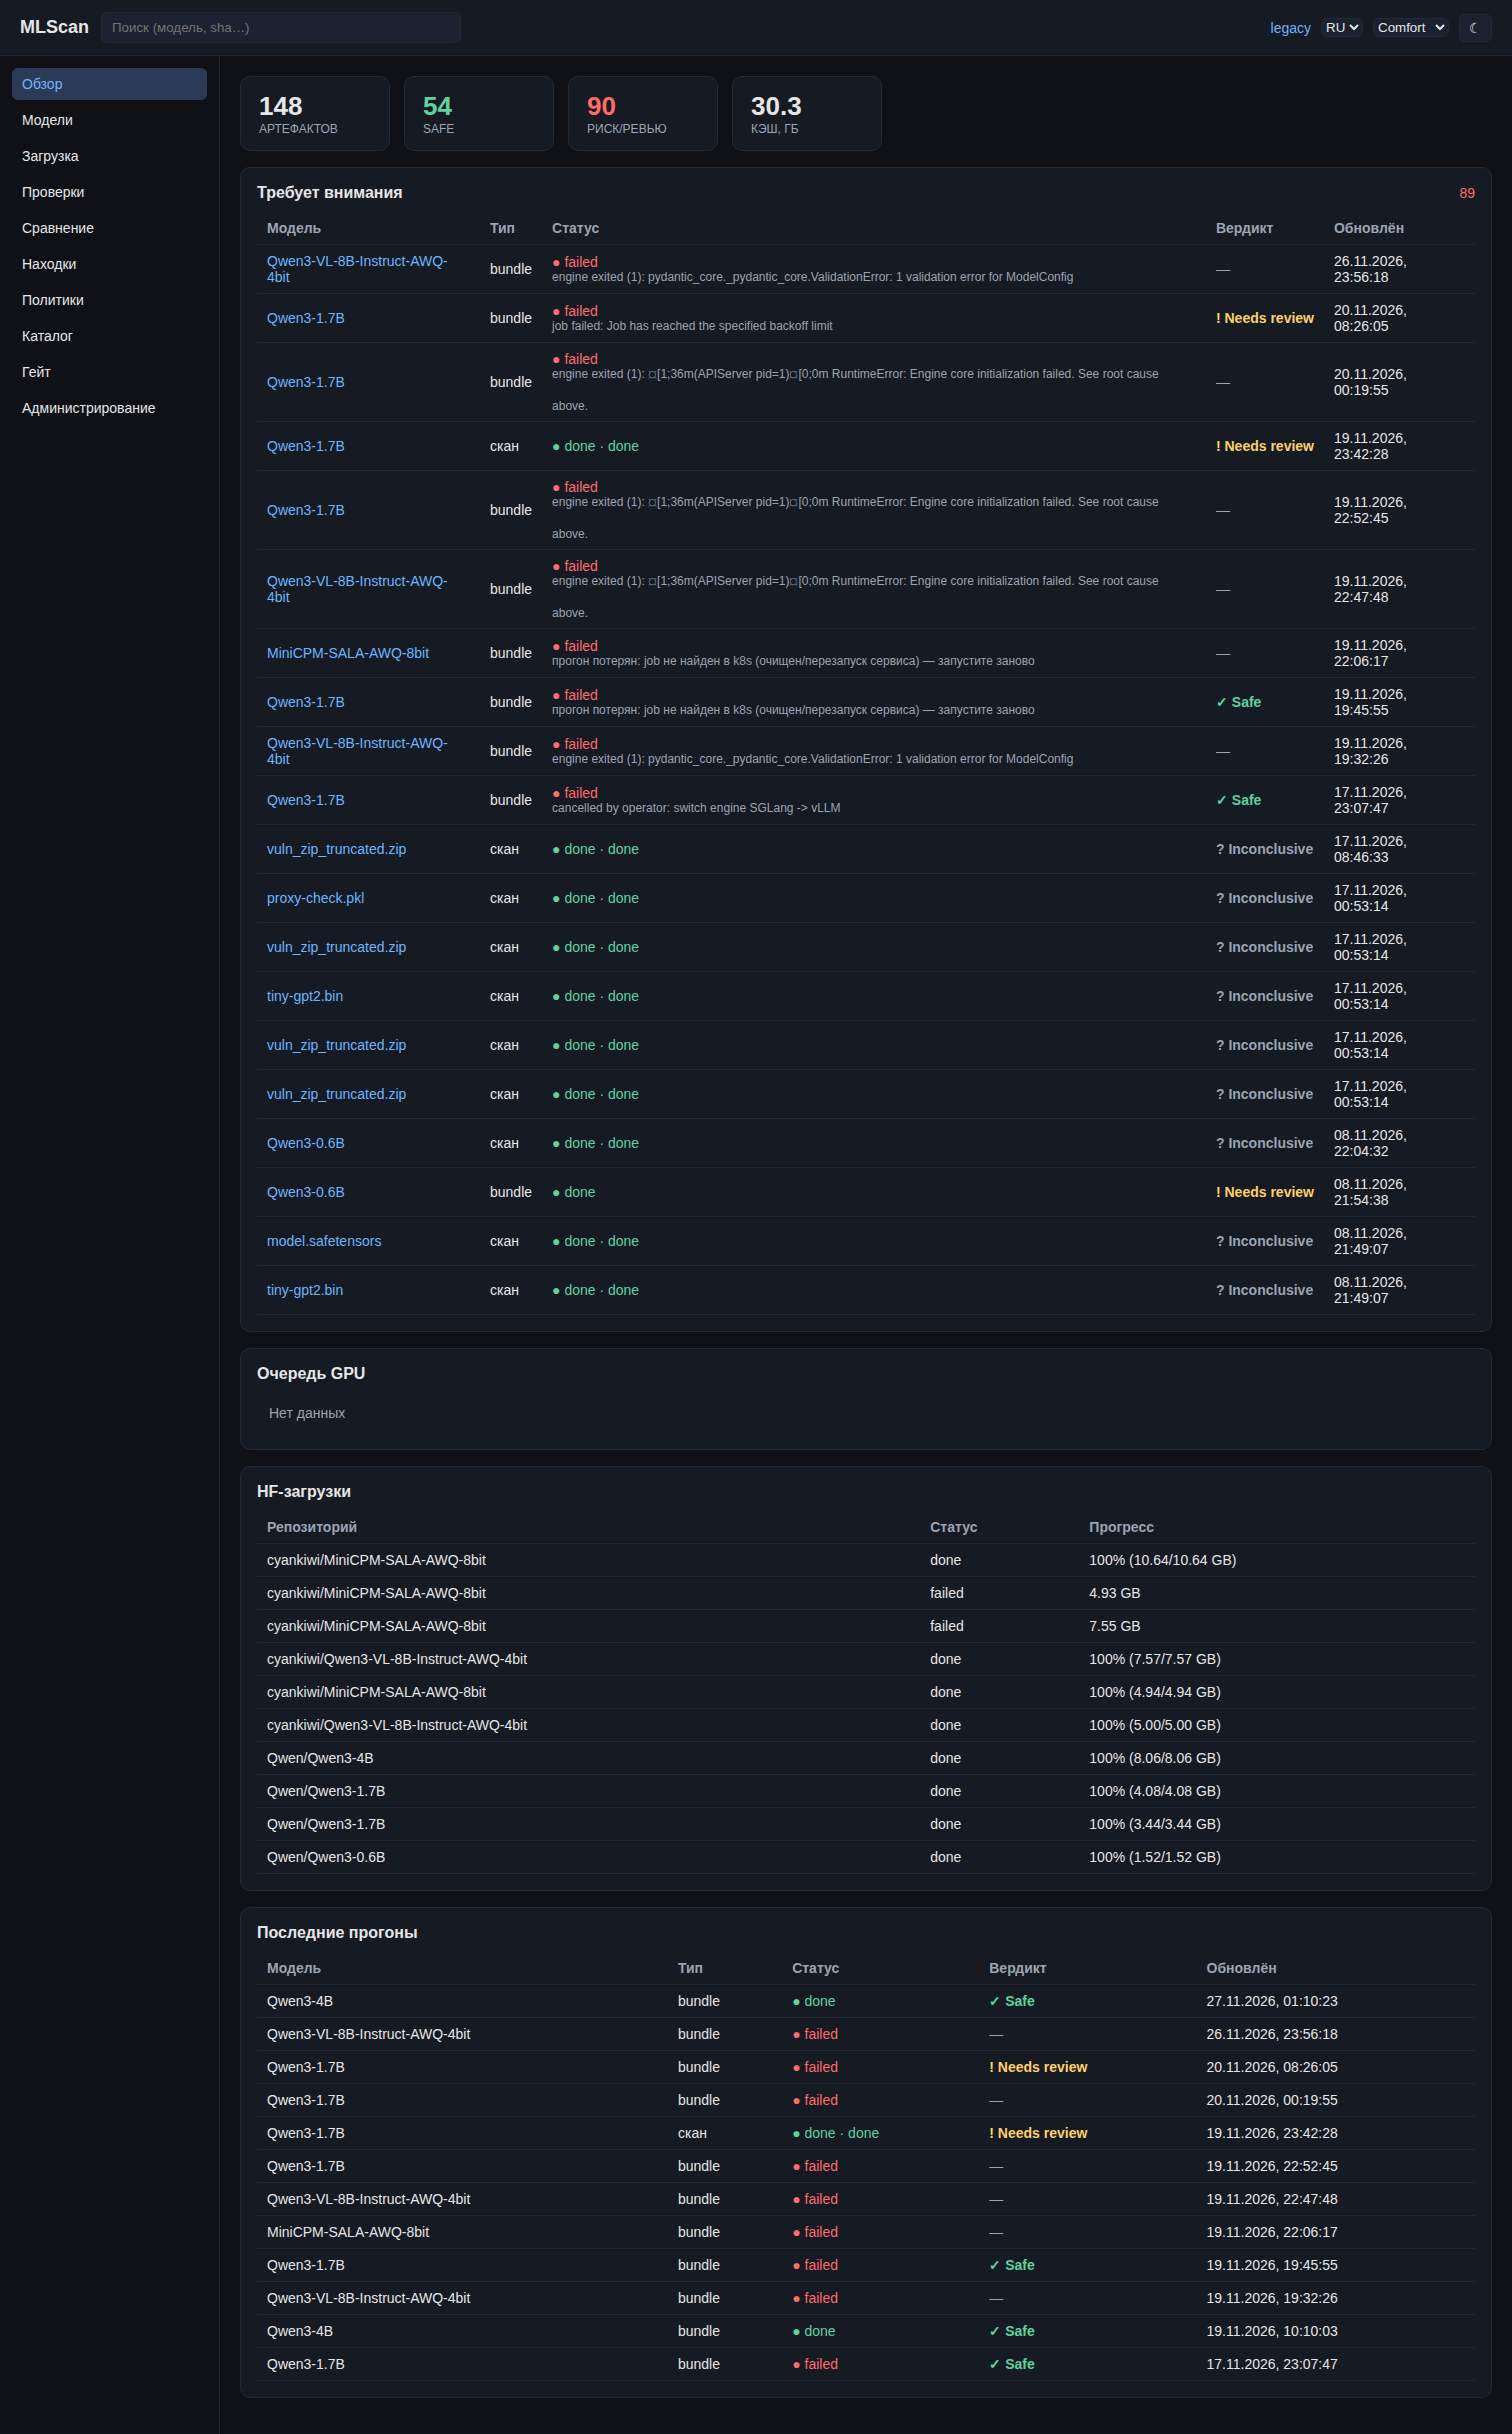 MLScan
Поиск (модель, sha…)
legacy
RU
Comfort
Обзор
Модели
Загрузка
Проверки
Сравнение
Находки
Политики
Каталог
Гейт
Администрирование
148
АРТЕФАКТОВ
54
SAFE
90
РИСК/РЕВЬЮ
30.3
КЭШ, ГБ
Требует внимания
89
Модель Тип Статус Вердикт Обновлён
Qwen3-VL-8B-Instruct-AWQ-
4bit
bundle
● failed
engine exited (1): pydantic_core._pydantic_core.ValidationError: 1 validation error for ModelConfig
—
26.11.2026,
23:56:18
Qwen3-1.7B
bundle
● failed
job failed: Job has reached the specified backoff limit
! Needs review
20.11.2026,
08:26:05
Qwen3-1.7B
bundle
● failed
engine exited (1): □[1;36m(APIServer pid=1)□[0;0m RuntimeError: Engine core initialization failed. See root cause
above.
—
20.11.2026,
00:19:55
Qwen3-1.7B
скан
● done · done
! Needs review
19.11.2026,
23:42:28
Qwen3-1.7B
bundle
● failed
engine exited (1): □[1;36m(APIServer pid=1)□[0;0m RuntimeError: Engine core initialization failed. See root cause
above.
—
19.11.2026,
22:52:45
Qwen3-VL-8B-Instruct-AWQ-
4bit
bundle
● failed
engine exited (1): □[1;36m(APIServer pid=1)□[0;0m RuntimeError: Engine core initialization failed. See root cause
above.
—
19.11.2026,
22:47:48
MiniCPM-SALA-AWQ-8bit
bundle
● failed
прогон потерян: job не найден в k8s (очищен/перезапуск сервиса) — запустите заново
—
19.11.2026,
22:06:17
Qwen3-1.7B
bundle
● failed
прогон потерян: job не найден в k8s (очищен/перезапуск сервиса) — запустите заново
✓ Safe
19.11.2026,
19:45:55
Qwen3-VL-8B-Instruct-AWQ-
4bit
bundle
● failed
engine exited (1): pydantic_core._pydantic_core.ValidationError: 1 validation error for ModelConfig
—
19.11.2026,
19:32:26
Qwen3-1.7B
bundle
● failed
cancelled by operator: switch engine SGLang -> vLLM
✓ Safe
17.11.2026,
23:07:47
vuln_zip_truncated.zip
скан
● done · done
? Inconclusive
17.11.2026,
08:46:33
proxy-check.pkl
скан
● done · done
? Inconclusive
17.11.2026,
00:53:14
vuln_zip_truncated.zip
скан
● done · done
? Inconclusive
17.11.2026,
00:53:14
tiny-gpt2.bin
скан
● done · done
? Inconclusive
17.11.2026,
00:53:14
vuln_zip_truncated.zip
скан
● done · done
? Inconclusive
17.11.2026,
00:53:14
vuln_zip_truncated.zip
скан
● done · done
? Inconclusive
17.11.2026,
00:53:14
Qwen3-0.6B
скан
● done · done
? Inconclusive
08.11.2026,
22:04:32
Qwen3-0.6B
bundle
● done
! Needs review
08.11.2026,
21:54:38
model.safetensors
скан
● done · done
? Inconclusive
08.11.2026,
21:49:07
tiny-gpt2.bin
скан
● done · done
? Inconclusive
08.11.2026,
21:49:07
Очередь GPU
Нет данных
HF-загрузки
Репозиторий Статус Прогресс
cyankiwi/MiniCPM-SALA-AWQ-8bit done 100% (10.64/10.64 GB)
cyankiwi/MiniCPM-SALA-AWQ-8bit failed 4.93 GB
cyankiwi/MiniCPM-SALA-AWQ-8bit failed 7.55 GB
cyankiwi/Qwen3-VL-8B-Instruct-AWQ-4bit done 100% (7.57/7.57 GB)
cyankiwi/MiniCPM-SALA-AWQ-8bit done 100% (4.94/4.94 GB)
cyankiwi/Qwen3-VL-8B-Instruct-AWQ-4bit done 100% (5.00/5.00 GB)
Qwen/Qwen3-4B done 100% (8.06/8.06 GB)
Qwen/Qwen3-1.7B done 100% (4.08/4.08 GB)
Qwen/Qwen3-1.7B done 100% (3.44/3.44 GB)
Qwen/Qwen3-0.6B done 100% (1.52/1.52 GB)
Последние прогоны
Модель Тип Статус Вердикт Обновлён
Qwen3-4B bundle ● done ✓ Safe 27.11.2026, 01:10:23
Qwen3-VL-8B-Instruct-AWQ-4bit bundle ● failed — 26.11.2026, 23:56:18
Qwen3-1.7B bundle ● failed ! Needs review 20.11.2026, 08:26:05
Qwen3-1.7B bundle ● failed — 20.11.2026, 00:19:55
Qwen3-1.7B скан ● done · done ! Needs review 19.11.2026, 23:42:28
Qwen3-1.7B bundle ● failed — 19.11.2026, 22:52:45
Qwen3-VL-8B-Instruct-AWQ-4bit bundle ● failed — 19.11.2026, 22:47:48
MiniCPM-SALA-AWQ-8bit bundle ● failed — 19.11.2026, 22:06:17
Qwen3-1.7B bundle ● failed ✓ Safe 19.11.2026, 19:45:55
Qwen3-VL-8B-Instruct-AWQ-4bit bundle ● failed — 19.11.2026, 19:32:26
Qwen3-4B bundle ● done ✓ Safe 19.11.2026, 10:10:03
Qwen3-1.7B bundle ● failed ✓ Safe 17.11.2026, 23:07:47